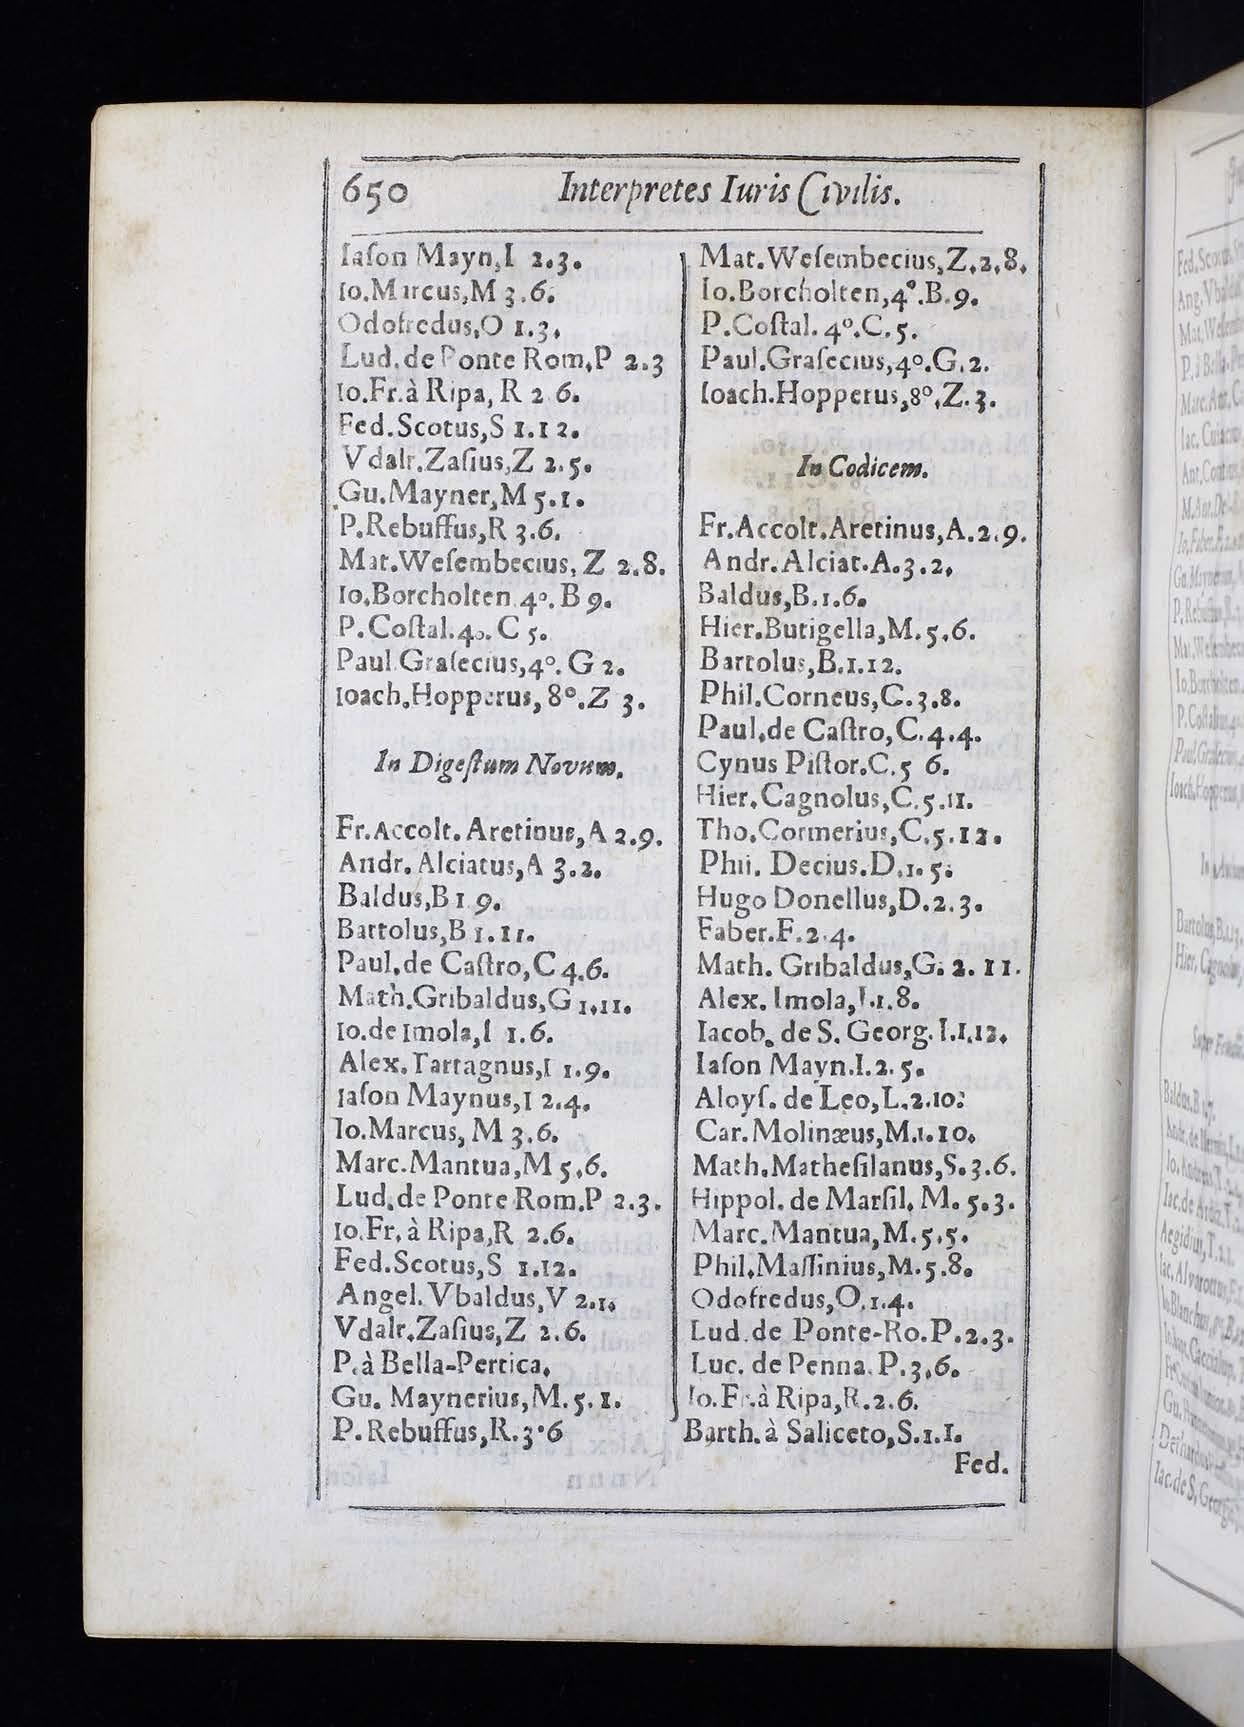 650 Interpretes Iuris Civilis.
Iaſon Mayn,I 2.3.
Io.Marcus,M 3.6.
Odofredus,O 1.3.
Lud.de Ponte Rom.P 2.3
Io.Fr.à Ripa, R 2 6.
Fed.Scotus,S 1.12.
Vdalr.Zaſius,Z 2.5.
Gu.Mayner,M 5.1.
P.Rebuffus,R 3.6.
Mat.Weſembecius, Z 2.8.
Io.Borcholten 4º. B 9.
P.Coſtal.4º. C 5.
Paul Graſecius,4º. G 2.
Ioach.Hopperus, 8º.Z 3.
In Digeſtum Novum.
Fr.Accolt. Aretinus,A 2.9.
Andr. Alciatus,A 3.2.
Baldus,B 1 9.
Bartolus,B 1.11.
Paul.de Caſtro,C 4.6.
Math.Gribaldus,G 1.11.
Io.de Imola,I 1.6.
Alex.Tartagnus,I 1.9.
Iaſon Maynus,I 2.4.
Io.Marcus, M 3.6.
Marc.Mantua,M 5.6.
Lud.de Ponte Rom.P 2.3.
Io.Fr. à Ripa,R 2.6.
Fed.Scotus,S 1.12.
Angel. Vbaldus,V 2.1.
Vdalr.Zaſius,Z 2.6.
P.à Bella-Pertica.
Gu. Maynerius,M.5.1.
P.Rebuffus,R.3.6
Mat.Weſembecius,Z.2.8.
Io.Borcholten,4º.B.9.
P.Coſtal. 4º.C.5.
Paul.Graſecius,4º.G.2.
Ioach.Hopperus,8º.Z.3.
In Codicem.
Fr.Accolt.Aretinus,A.2.9.
Andr.Alciat.A.3.2.
Baldus,B.1.6.
Hier.Butigella,M.5.6.
Bartolus,B.1.12.
Phil.Corneus,C.3.8.
Paul.de Caſtro,C.4.4.
Cynus Piſtor.C.5 6.
Hier.Cagnolus,C.5.11.
Tho.Cormerius,C.5.12.
Phil. Decius.D.1.5.
Hugo Donellus,D.2.3.
Faber.F.2.4.
Math. Gribaldus,G. 2. 11.
Alex. Imola,I.1.8.
Iacob. de S. Georg.I.1.12.
Iaſon Mayn.I.2.5.
Aloyſ. de Leo,L.2.10.
Car.Molinæus,M.1.10.
Math.Matheſilanus,S.3.6.
Hippol. de Marſil. M. 5.3.
Marc.Mantua,M.5.5.
Phil.Maſſinius,M.5.8.
Odofredus,O.1.4.
Lud.de Ponte-Ro.P.2.3.
Luc. de Penna.P.3.6.
Io.Fr.à Ripa,R.2.6.
Barth.à Saliceto,S.1.1.
Fed.